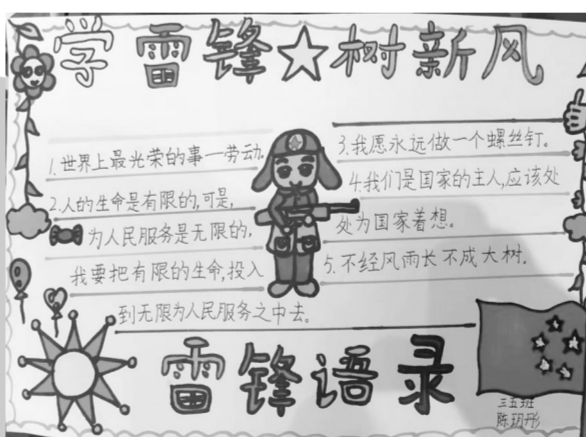 学雷锋☆树新风
1.世界上最光荣的事一劳动.
2.人的生命是有限的,可是,
为人民服务是无限的,
我要把有限的生命,投入
到无限为人民服务之中去。
3.我愿永远做一个螺丝钉。
4.我们是国家的主人,应该处
处为国家着想。
5.不经风雨长不成大树.
雷锋语录
三五班
陈玥彤